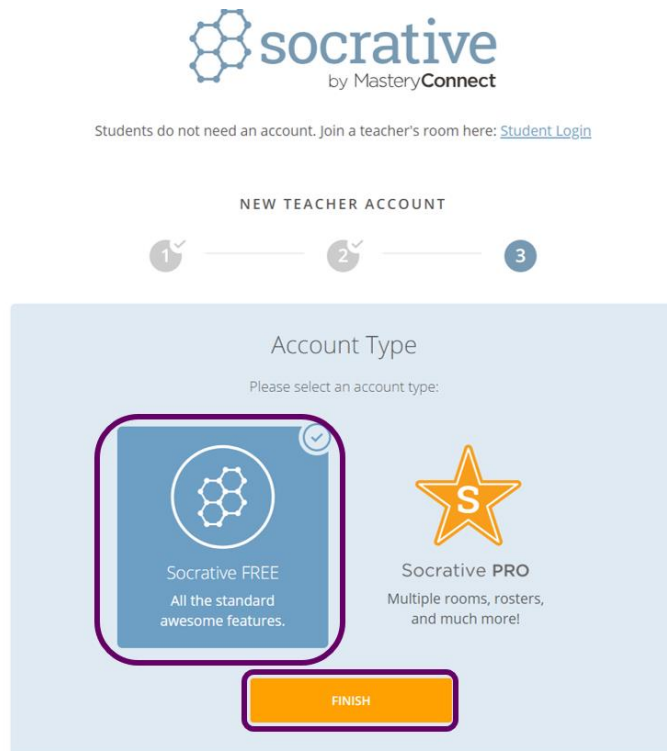 socrative
by MasteryConnect
Students do not need an account. Join a teacher's room here: Student Login
NEW TEACHER ACCOUNT
1 2 3
Account Type
Please select an account type:
Socrative FREE
All the standard
awesome features.
S
Socrative PRO
Multiple rooms, rosters,
and much more!
FINISH